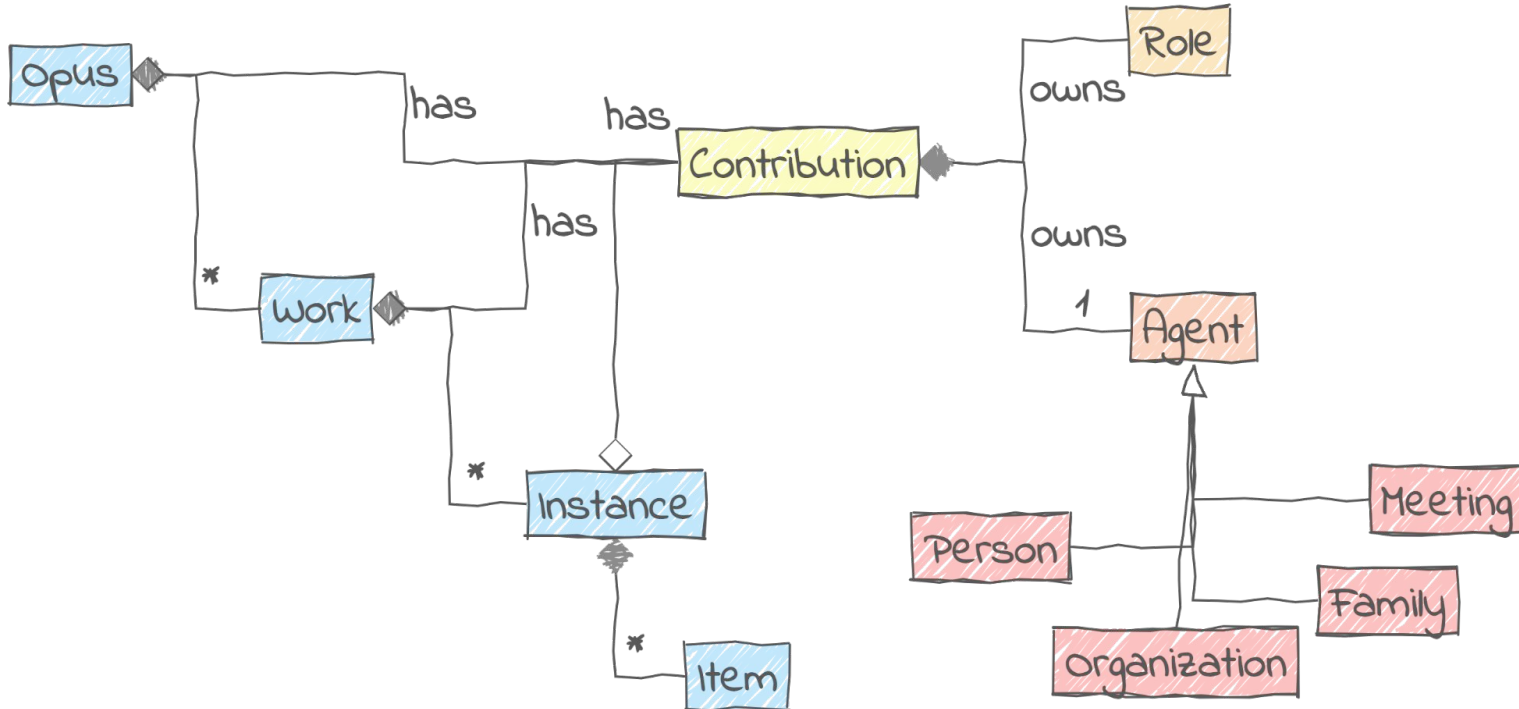 Opus
Role
has
has
owns
Contribution
has
owns
*
Work
1
Agent
*
Instance
Meeting
Person
Family
*
Organization
Item